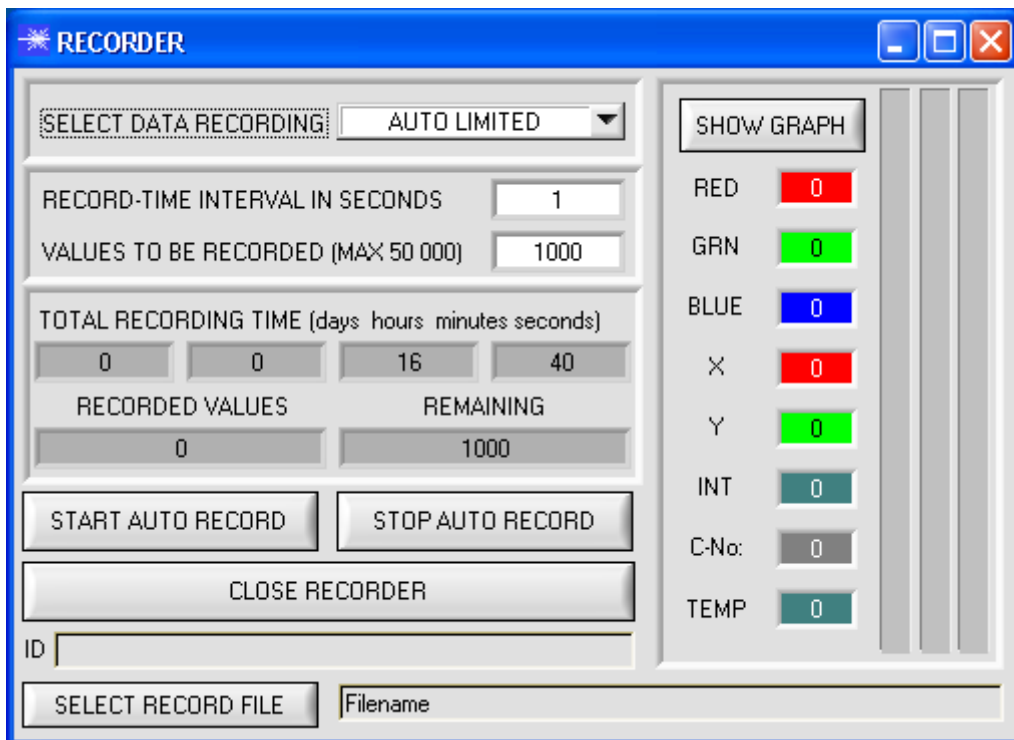 RECORDER
SELECT DATA RECORDING AUTO LIMITED
RECORD-TIME INTERVAL IN SECONDS 1
VALUES TO BE RECORDED (MAX 50 000) 1000
TOTAL RECORDING TIME (days hours minutes seconds)
0 0 16 40
RECORDED VALUES REMAINING
0 1000
START AUTO RECORD STOP AUTO RECORD
CLOSE RECORDER
ID
SELECT RECORD FILE Filename
SHOW GRAPH
RED 0
GRN 0
BLUE 0
X 0
Y 0
INT 0
C-No: 0
TEMP 0